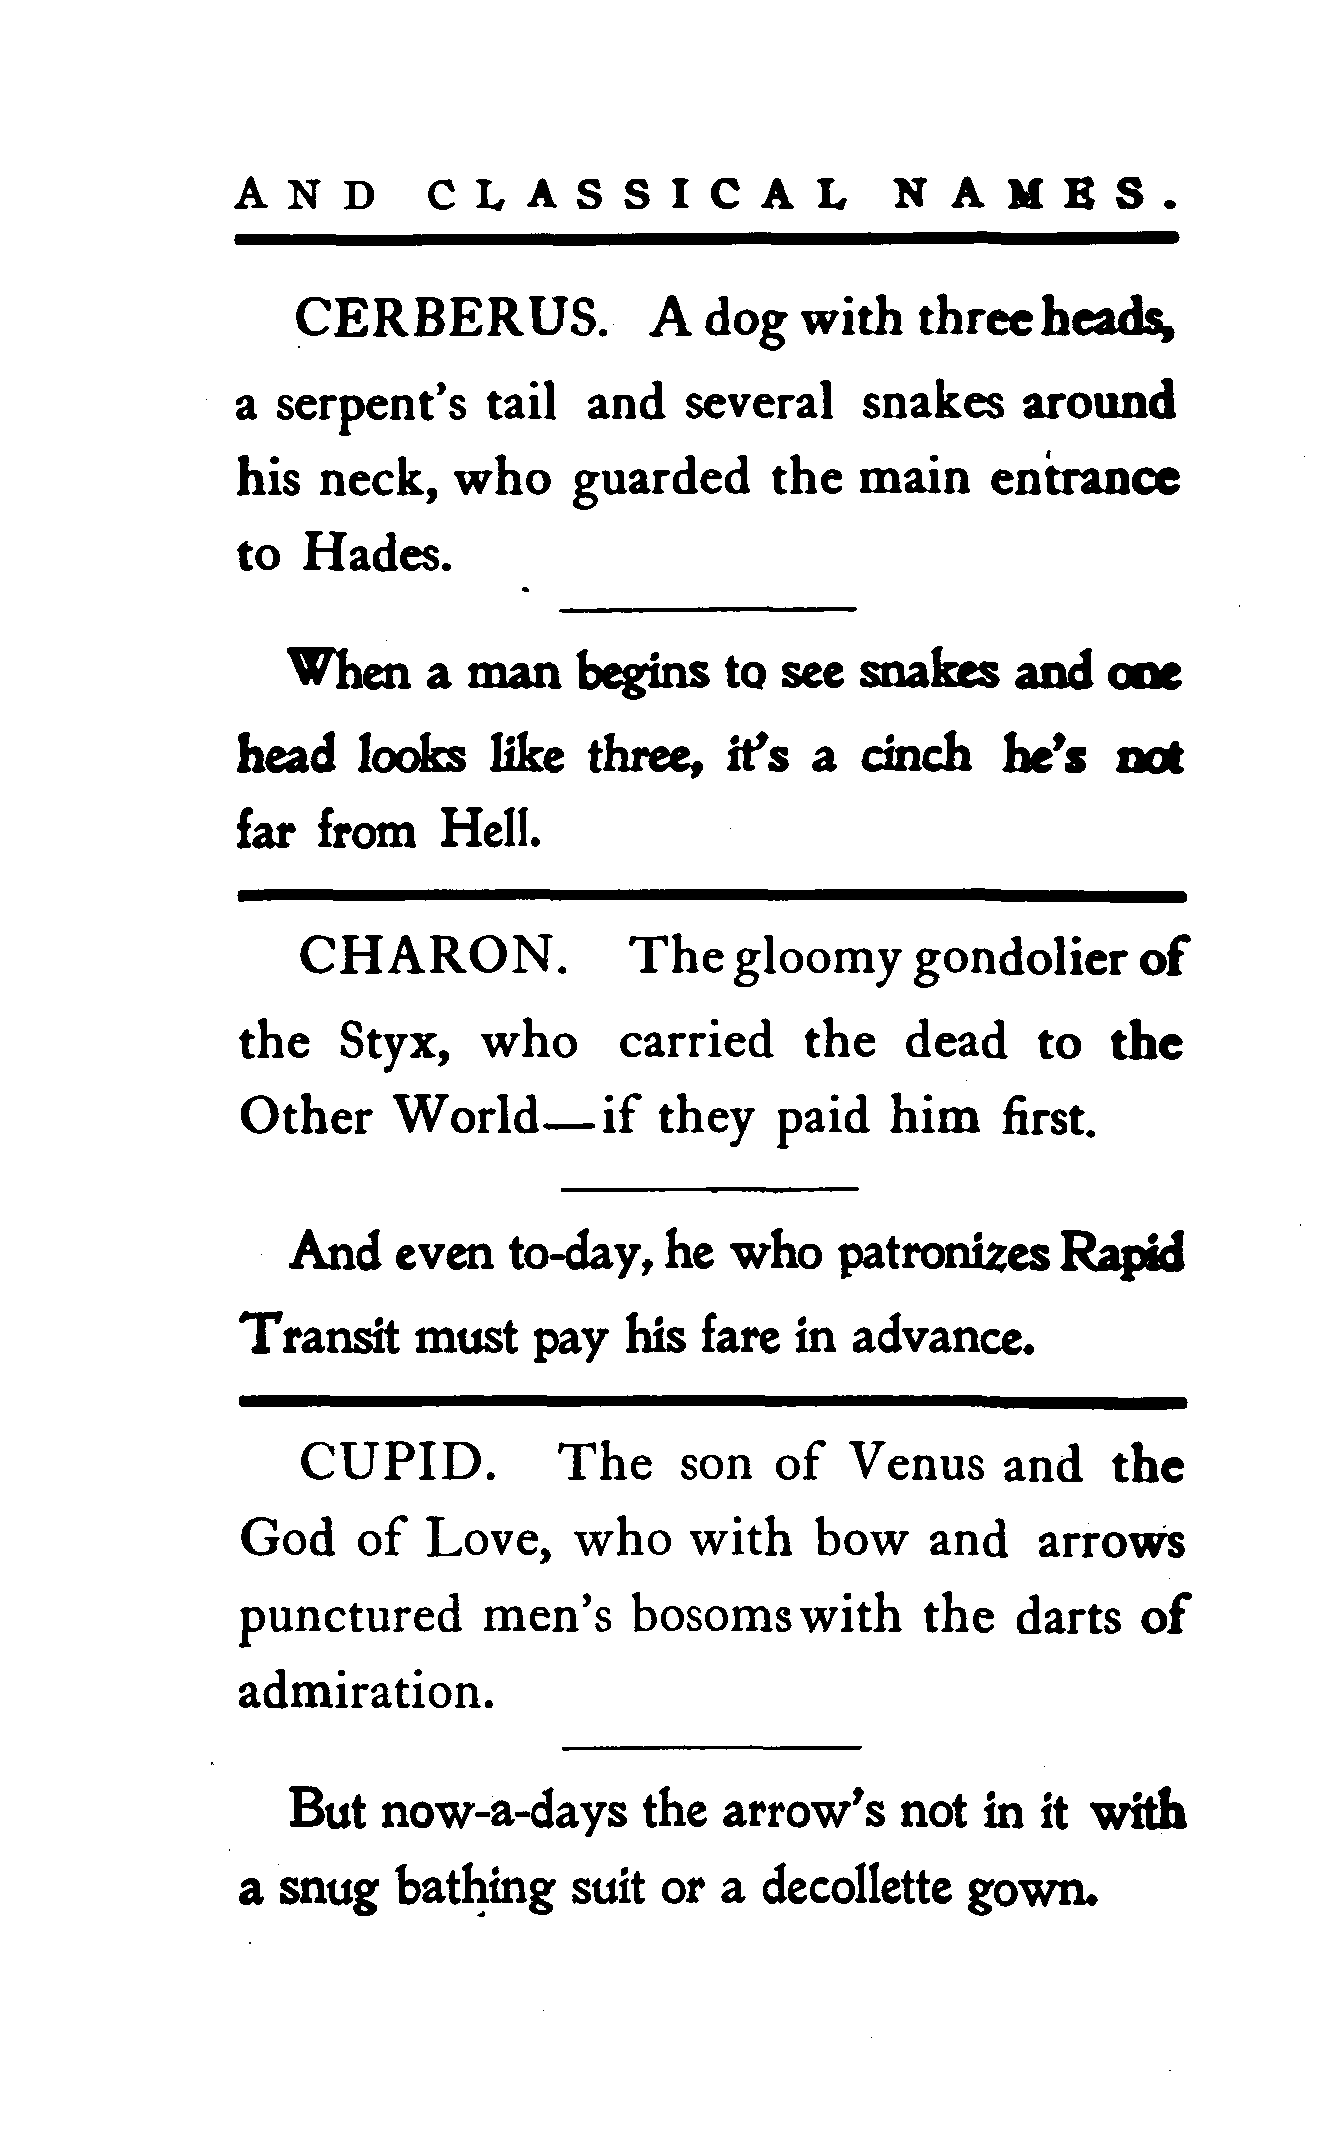 AND CLASSICAL NAMES.
CERBERUS. A dog with three heads,
a serpent's tail and several snakes around
his neck, who guarded the main entrance
to Hades.
When a man begins to see snakes and one
head looks like three, it's a cinch he's not
far from Hell.
CHARON. The gloomy gondolier of
the Styx, who carried the dead to the
Other World—if they paid him first.
And even to-day, he who patronizes Rapid
Transit must pay his fare in advance.
CUPID. The son of Venus and the
God of Love, who with bow and arrows
punctured men's bosoms with the darts of
admiration.
But now-a-days the arrow's not in it with
a snug bathing suit or a decollette gown.